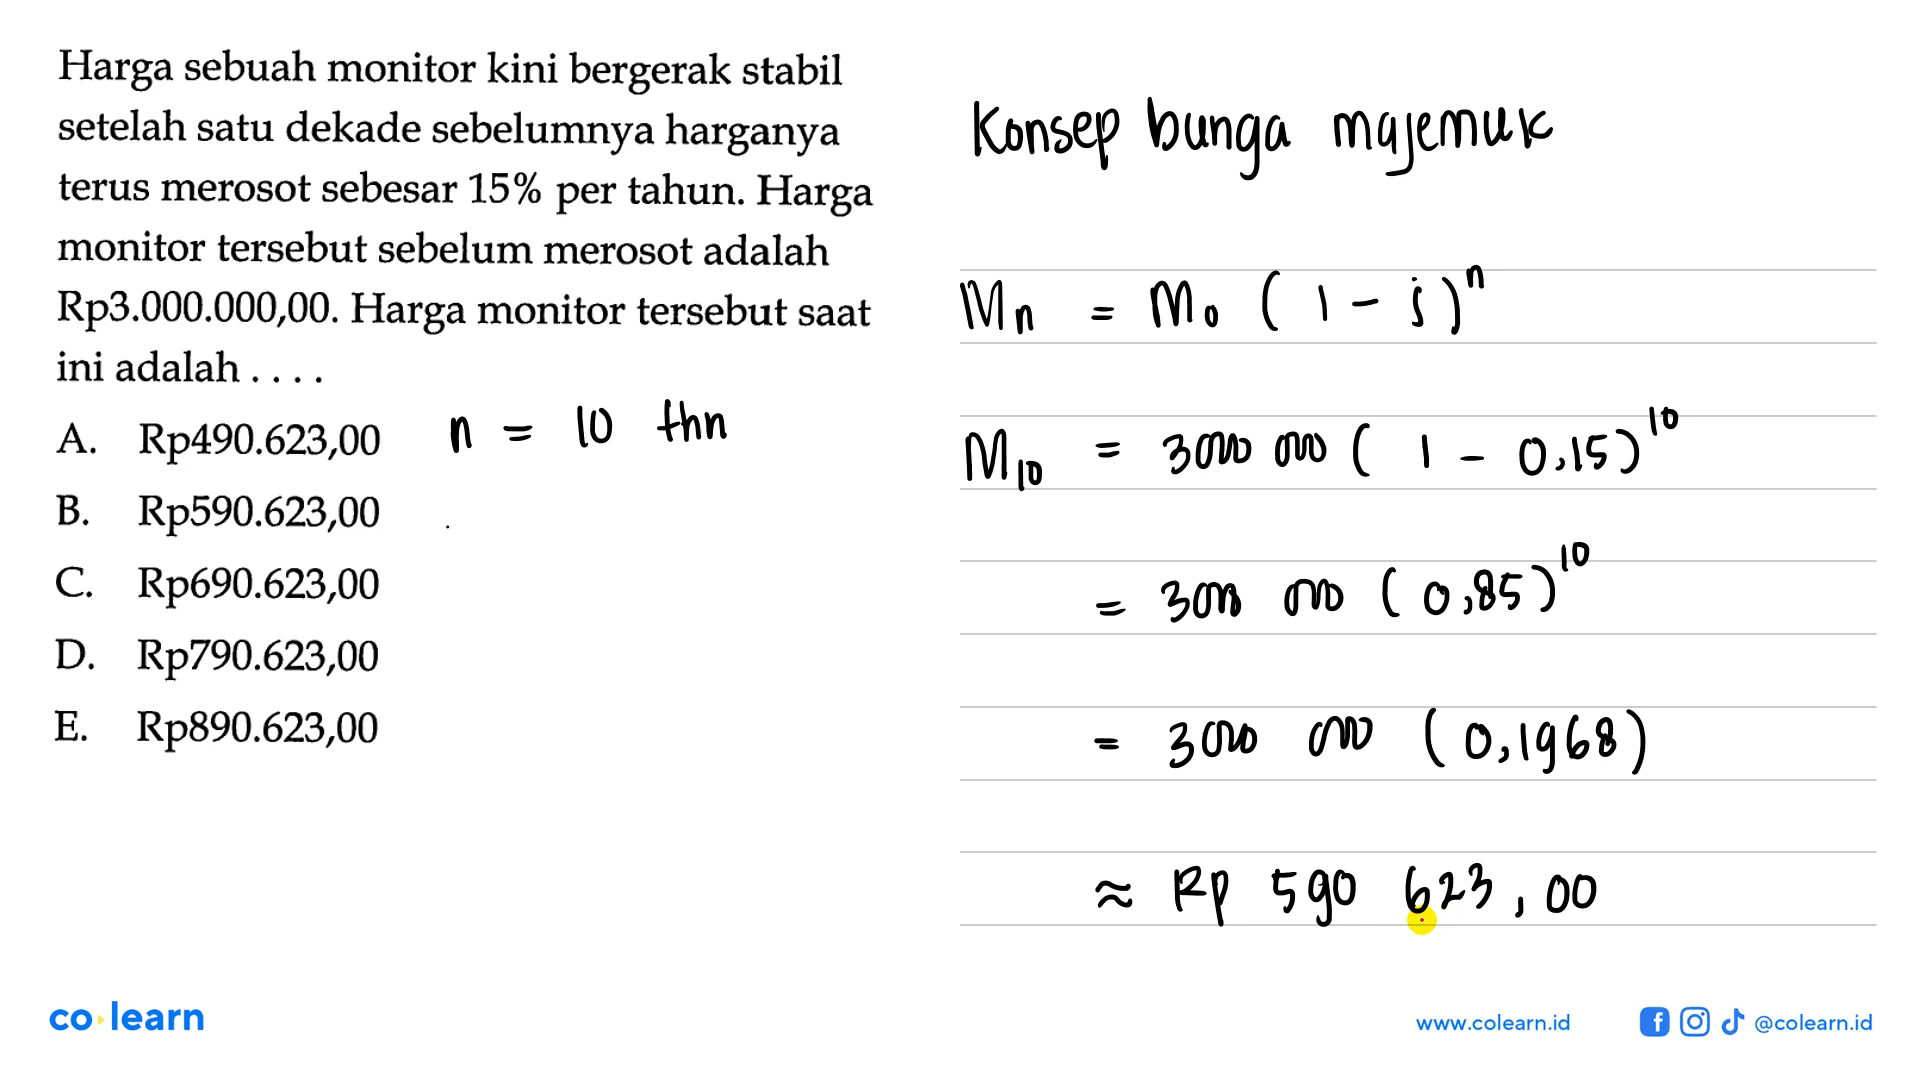 Harga sebuah monitor kini bergerak stabil
setelah satu dekade sebelumnya harganya
terus merosot sebesar 15% per tahun. Harga
monitor tersebut sebelum merosot adalah
Rp3.000.000,00. Harga monitor tersebut saat
ini adalah . . . .
A. Rp490.623,00
B. Rp590.623,00
C. Rp690.623,00
D. Rp790.623,00
E. Rp890.623,00
n = 10 thn
Konsep bunga majemuk
Mn = M₀ ( 1 - i )ⁿ
M₁₀ = 3000 000 ( 1 - 0,15)¹⁰
= 3000 000 ( 0,85)¹⁰
= 3000 000 ( 0,1968)
≈ Rp 590 623,00
co learn
www.colearn.id
@colearn.id